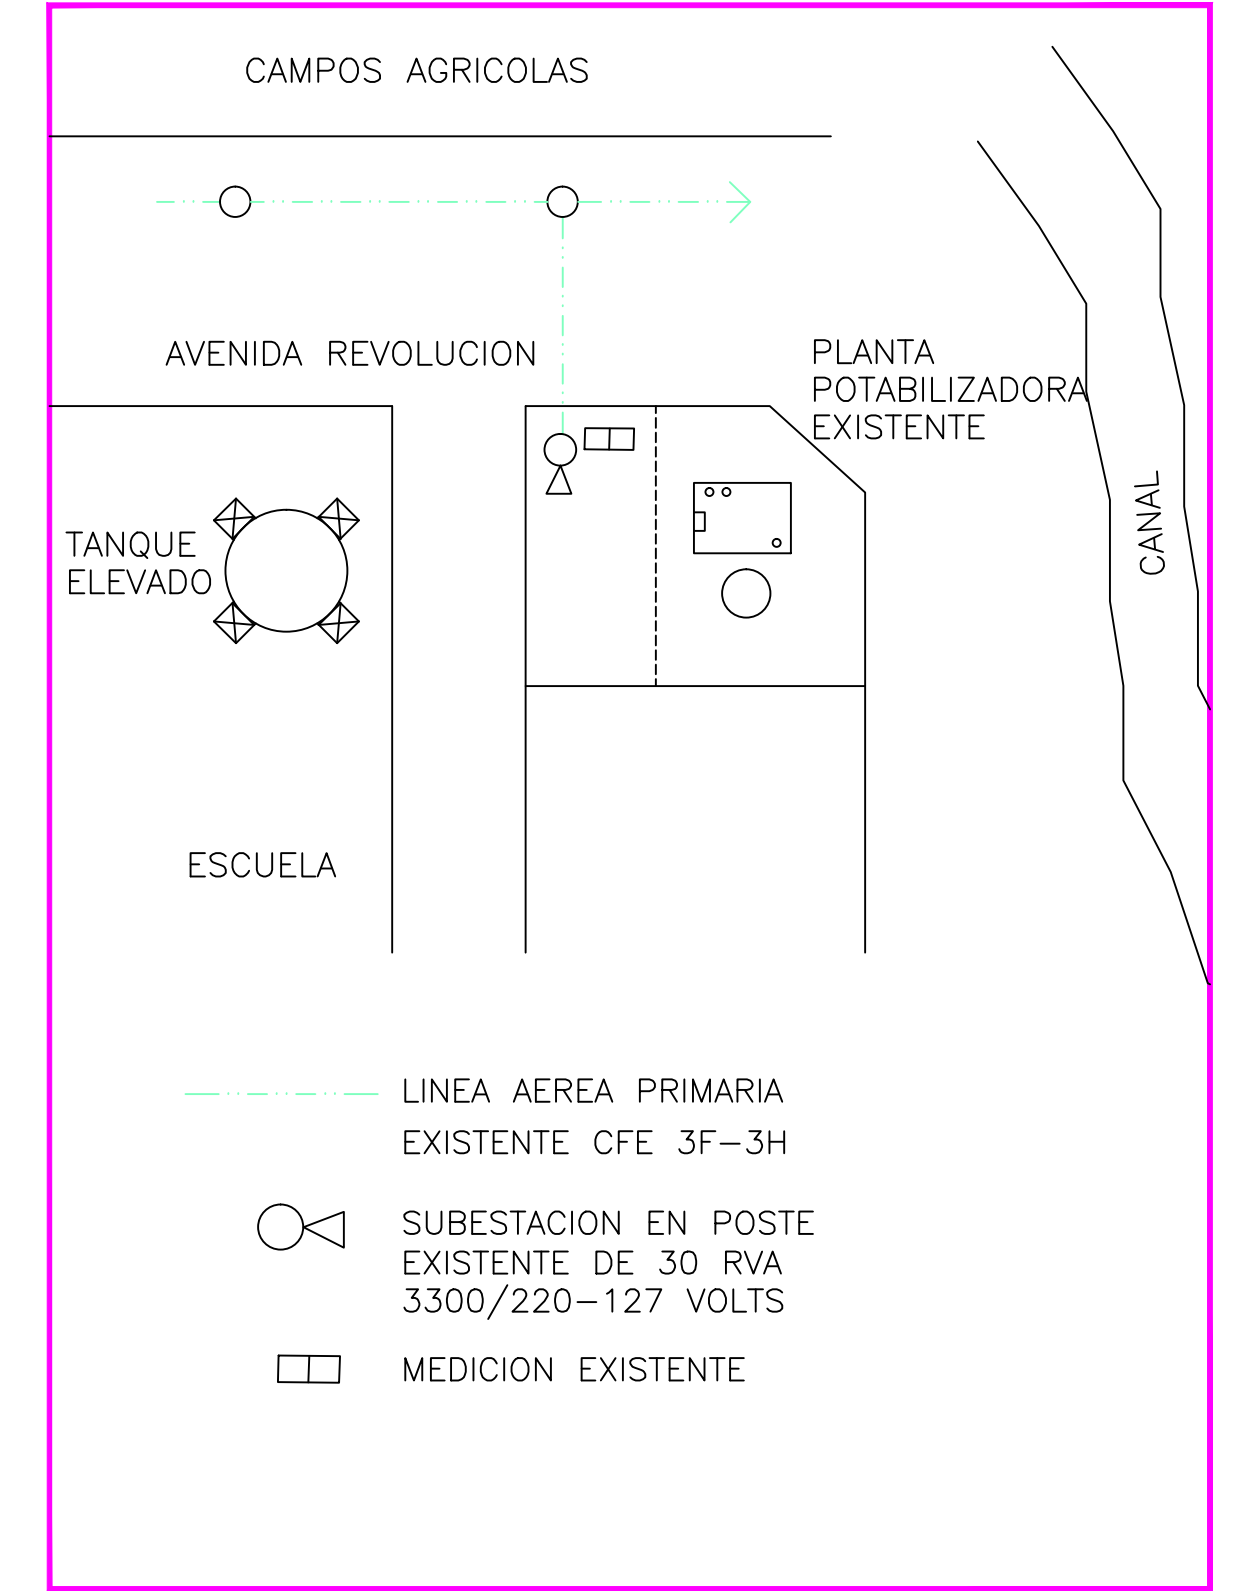 CAMPOS AGRICOLAS
AVENIDA REVOLUCION
PLANTA
POTABILIZADORA
EXISTENTE
TANQUE
ELEVADO
CANAL
ESCUELA
LINEA AEREA PRIMARIA
EXISTENTE CFE 3F-3H
SUBESTACION EN POSTE
EXISTENTE DE 30 RVA
3300/220-127 VOLTS
MEDICION EXISTENTE